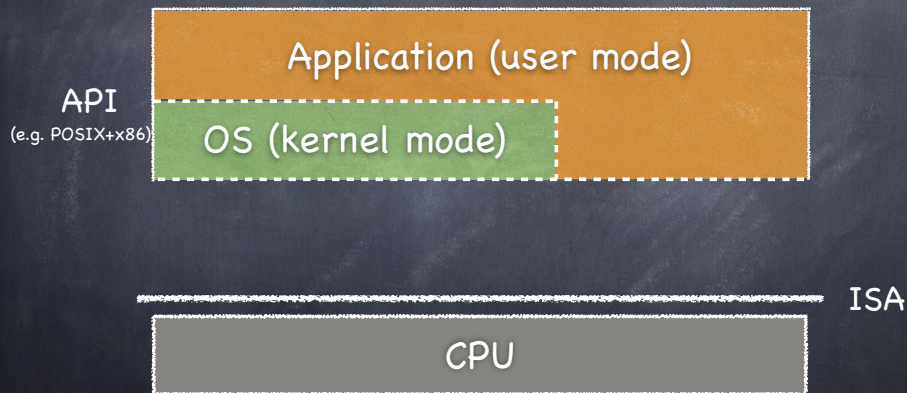 Application (user mode)
API
(e.g. POSIX+x86)
OS (kernel mode)
ISA
CPU